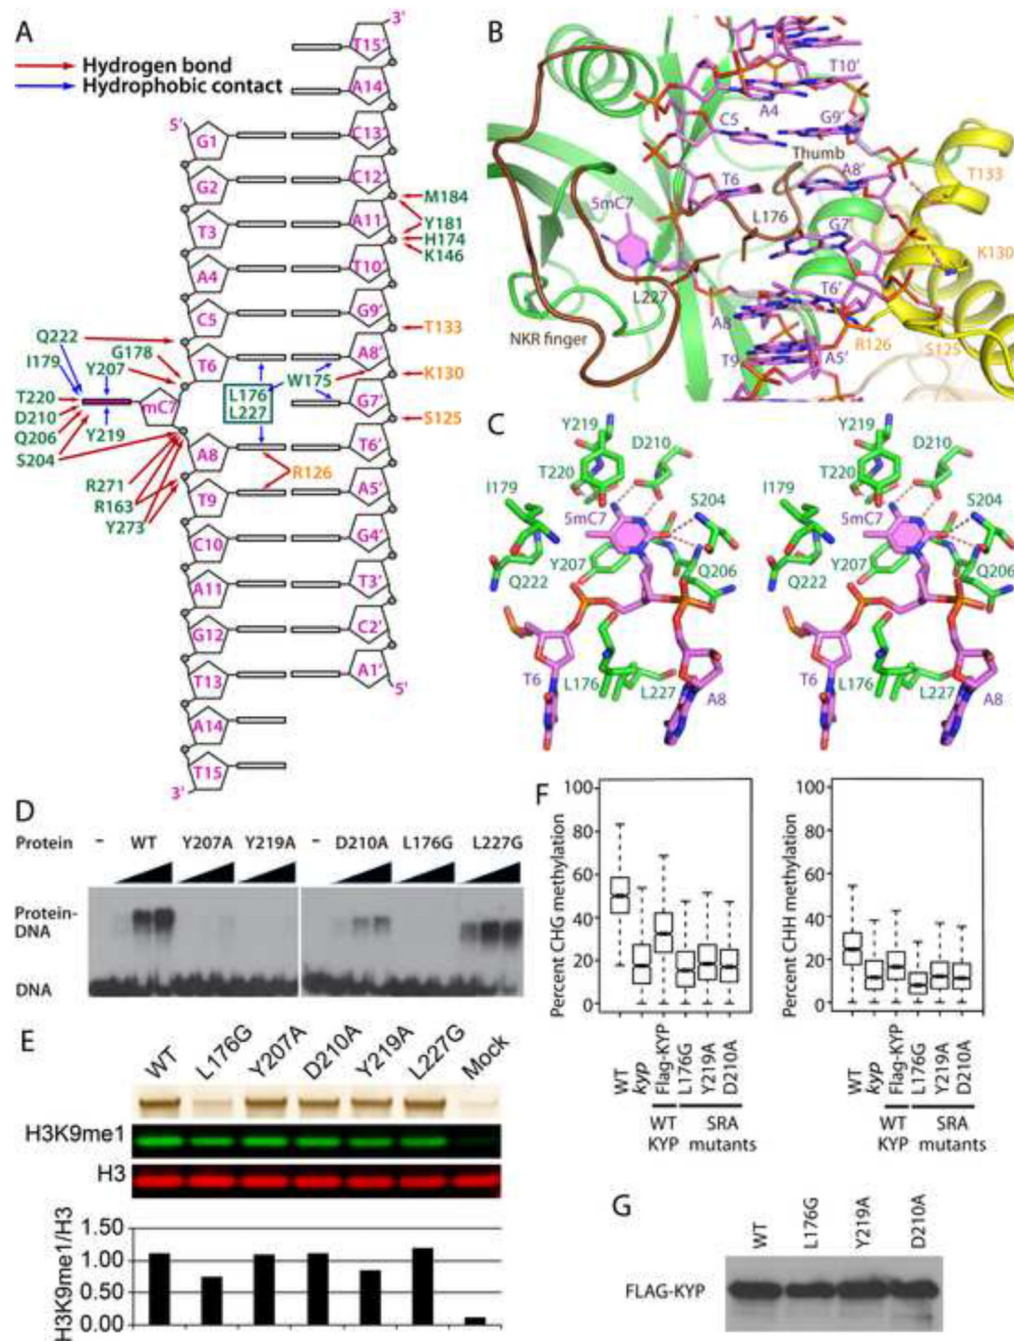 A
Hydrogen bond
Hydrophobic contact
3'
T15'
A14'
5'
G1
C13'
G2
C12'
M184
T3
A11'
Y181
H174
K146
A4
T10'
C5
G9'
T133
Q222
G178
I179
Y207
T6
A8'
W175
K130
T220
mC7
L176
L227
G7'
D210
S125
Q206
Y219
S204
A8
T6'
R126
R271
R163
Y273
T9
A5'
C10
G4'
A11
T3'
G12
C2'
T13
A1'
5'
A14
T15
3'
B
T10'
A4
C5
G9'
Thumb
T133
T6
A8'
5mC7
L176
K130
G7'
L227
T6'
A8
NKR finger
R126
S125
T9
A5'
C
Y219
D210
T220
I179
S204
5mC7
Y207
Q222
Q206
T6
L176
L227
A8
Y219
D210
T220
I179
S204
5mC7
Y207
Q222
Q206
T6
L176
L227
A8
D
Protein - WT Y207A Y219A - D210A L176G L227G
Protein-
DNA
DNA
E
WT L176G Y207A D210A Y219A L227G Mock
H3K9me1
H3
H3K9me1/H3
1.50
1.00
0.50
0.00
F
Percent CHG methylation
100
80
60
40
20
0
WT
kyp
Flag-KYP
L176G
Y219A
D210A
WT
KYP
SRA
mutants
Percent CHH methylation
100
80
60
40
20
0
WT
kyp
Flag-KYP
L176G
Y219A
D210A
WT
KYP
SRA
mutants
G
WT
L176G
Y219A
D210A
FLAG-KYP